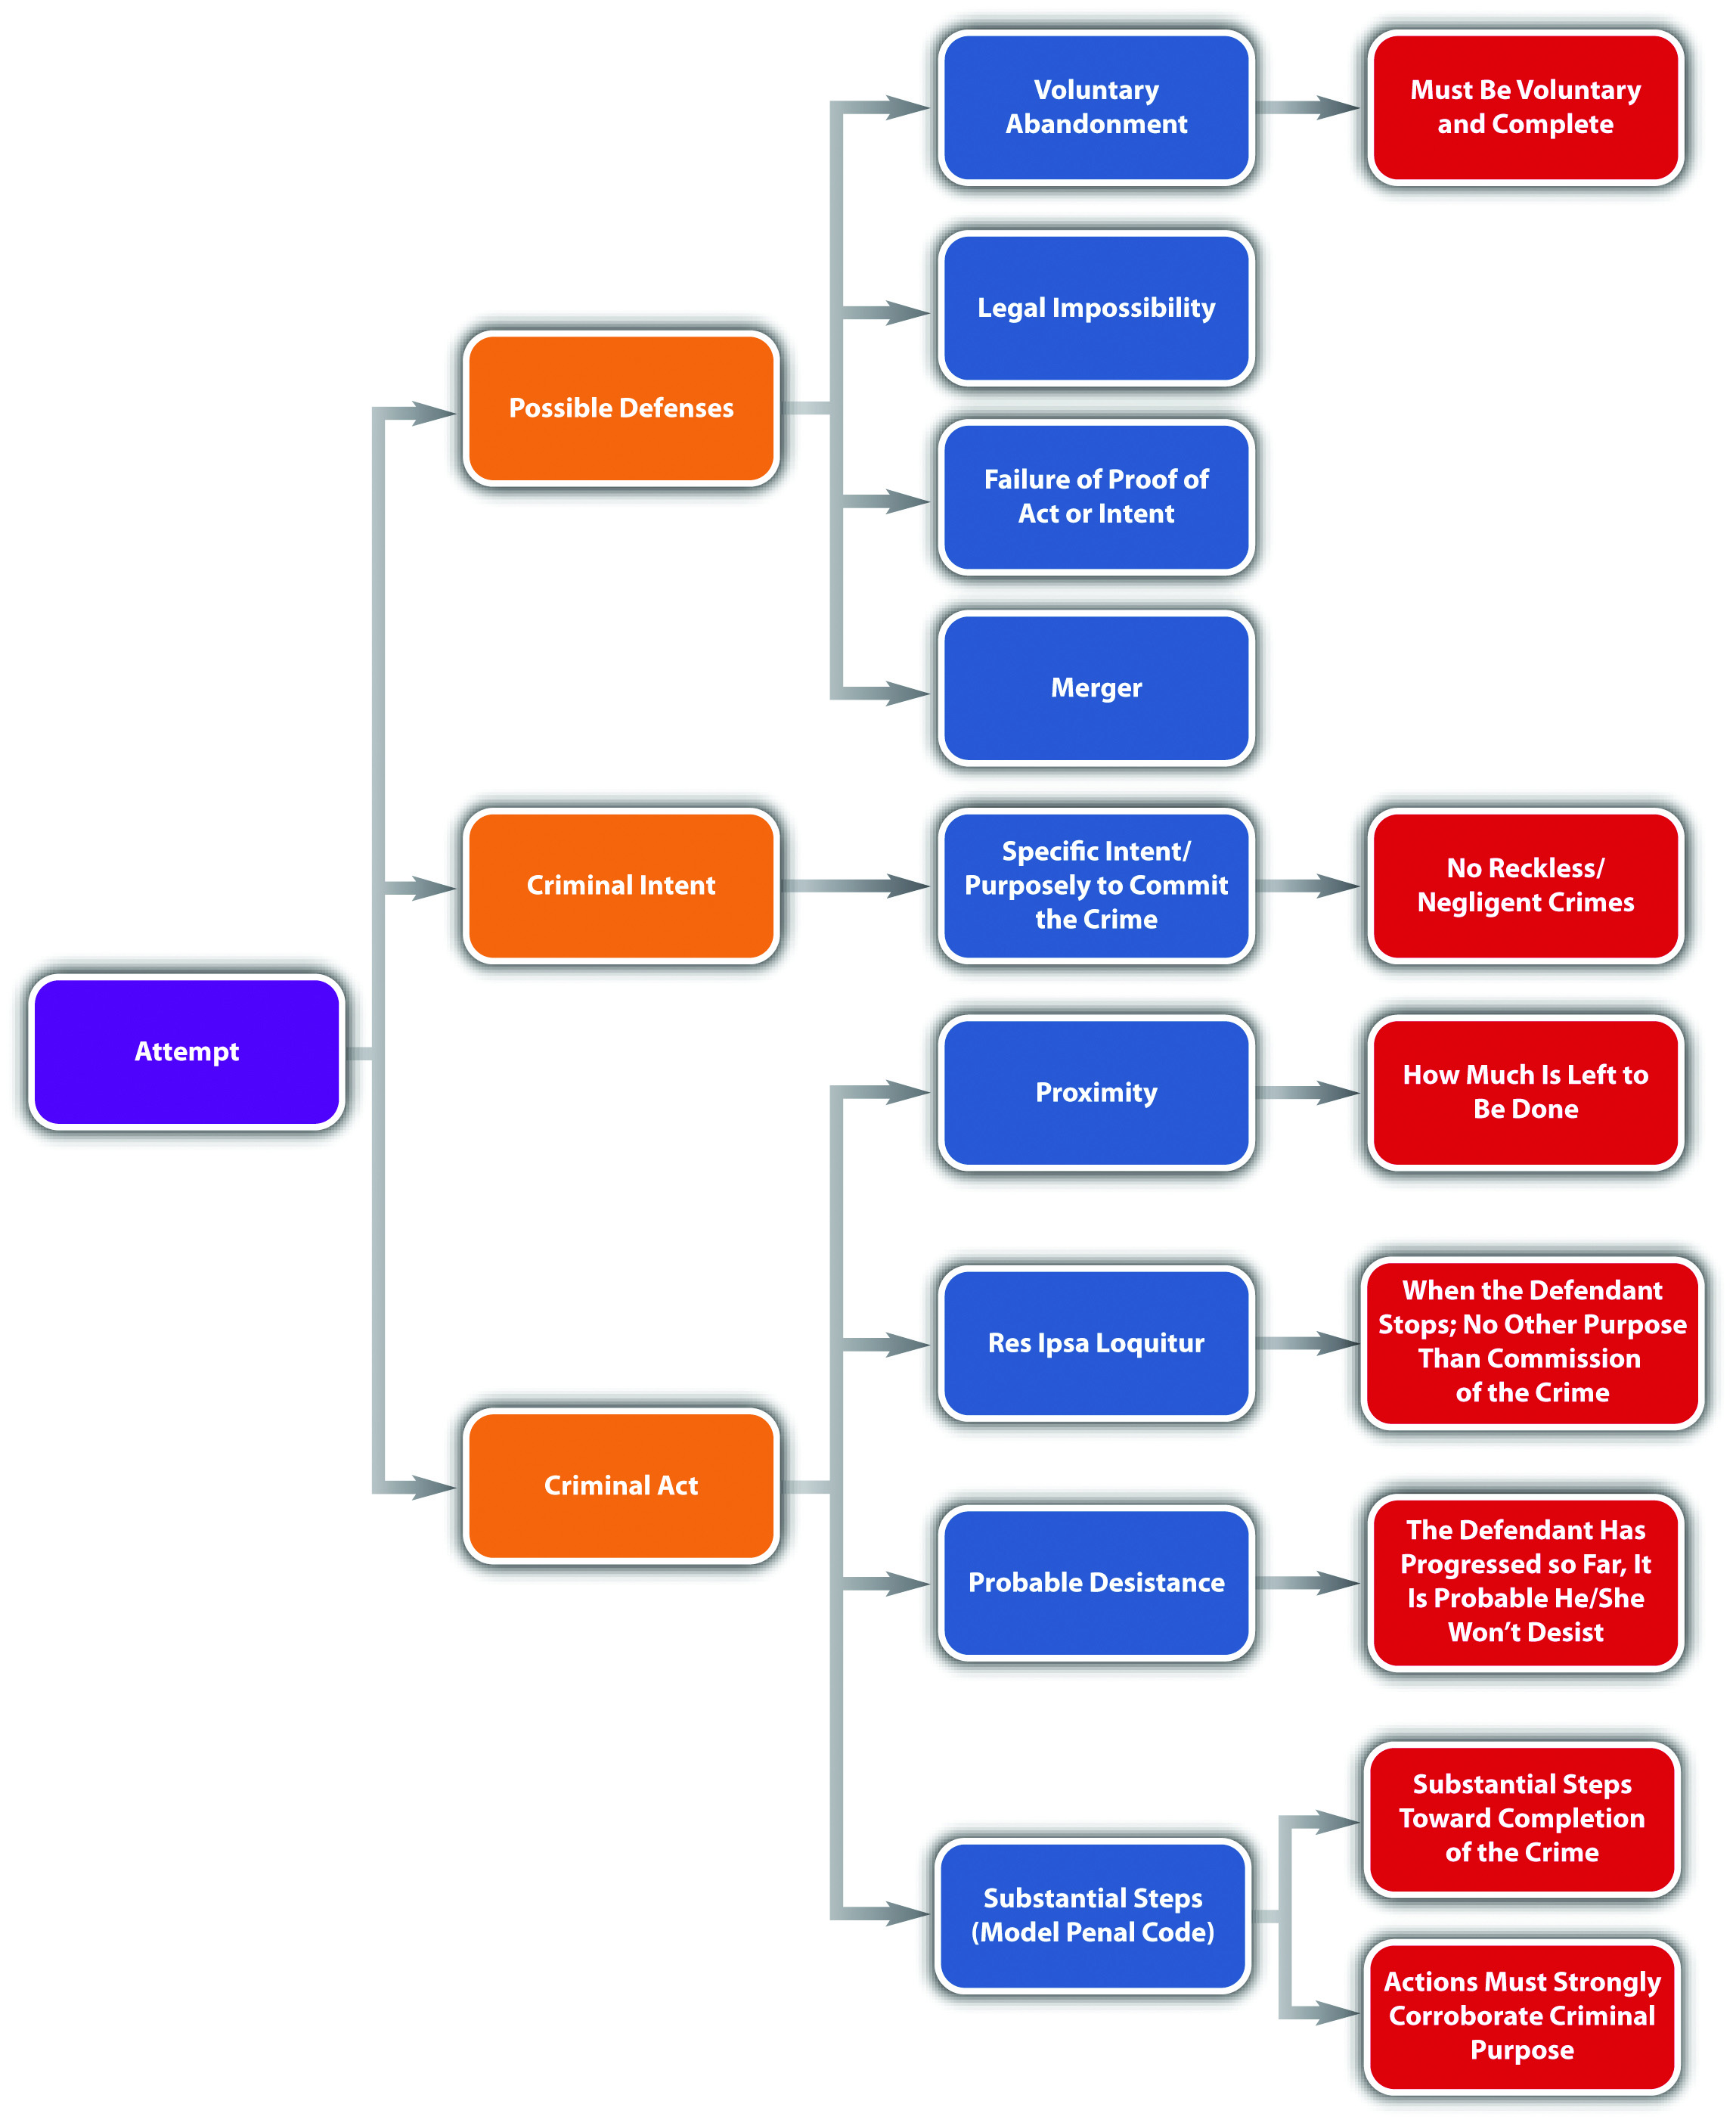 Voluntary
Abandonment
Must Be Voluntary
and Complete
Legal Impossibility
Possible Defenses
Failure of Proof of
Act or Intent
Merger
Criminal Intent
Specific Intent/
Purposely to Commit
the Crime
No Reckless/
Negligent Crimes
Attempt
Proximity
How Much Is Left to
Be Done
Res Ipsa Loquitur
When the Defendant
Stops; No Other Purpose
Than Commission
of the Crime
Criminal Act
Probable Desistance
The Defendant Has
Progressed so Far, It
Is Probable He/She
Won’t Desist
Substantial Steps
(Model Penal Code)
Substantial Steps
Toward Completion
of the Crime
Actions Must Strongly
Corroborate Criminal
Purpose